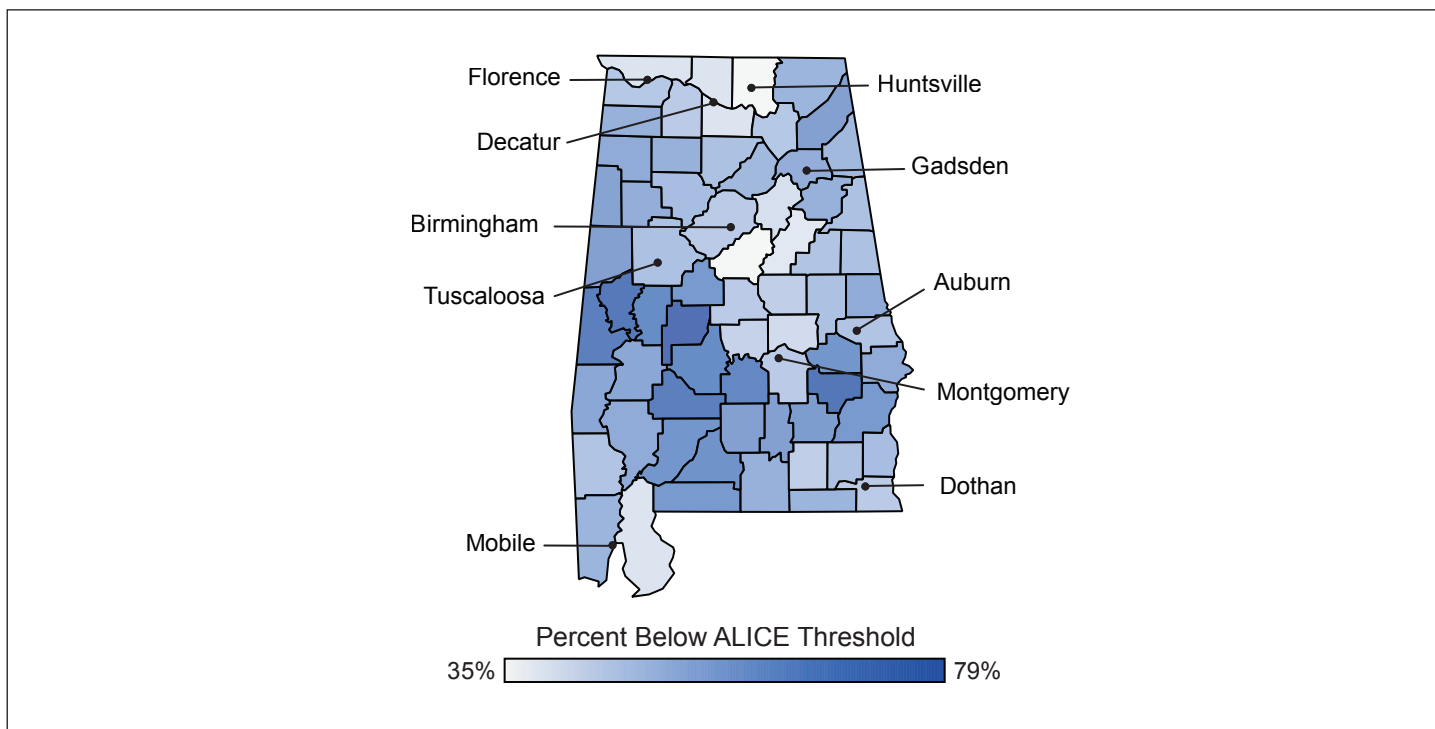 Florence
Huntsville
Decatur
Gadsden
Birmingham
Auburn
Tuscaloosa
Montgomery
Dothan
Mobile
Percent Below ALICE Threshold
35% 79%